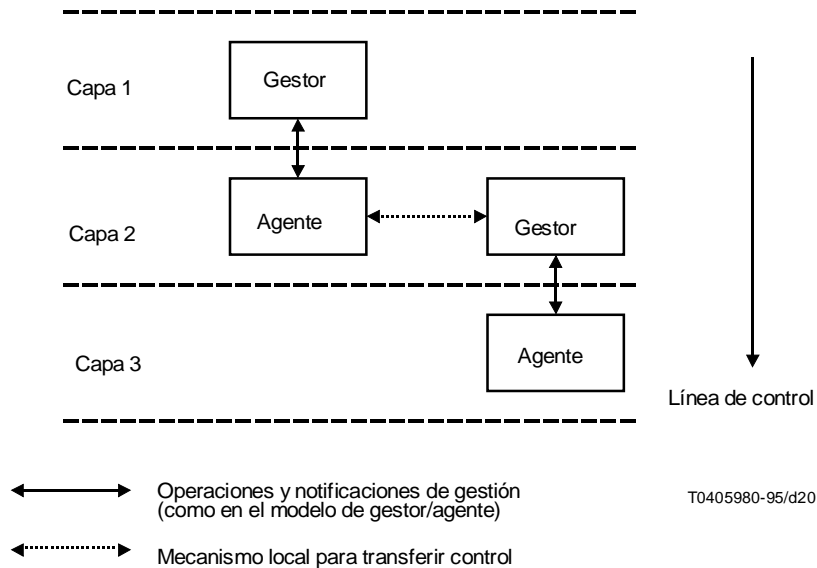 Capa 1
Gestor
Capa 2
Agente
Gestor
Capa 3
Agente
Línea de control
Operaciones y notificaciones de gestión
(como en el modelo de gestor/agente)
T0405980-95/d20
Mecanismo local para transferir control